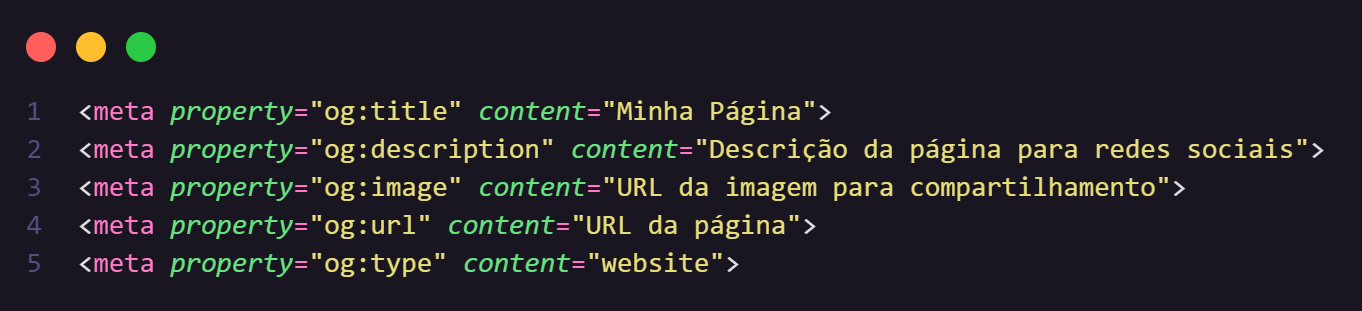 1 <meta property="og:title" content="Minha Página">
2 <meta property="og:description" content="Descrição da página para redes sociais">
3 <meta property="og:image" content="URL da imagem para compartilhamento">
4 <meta property="og:url" content="URL da página">
5 <meta property="og:type" content="website">